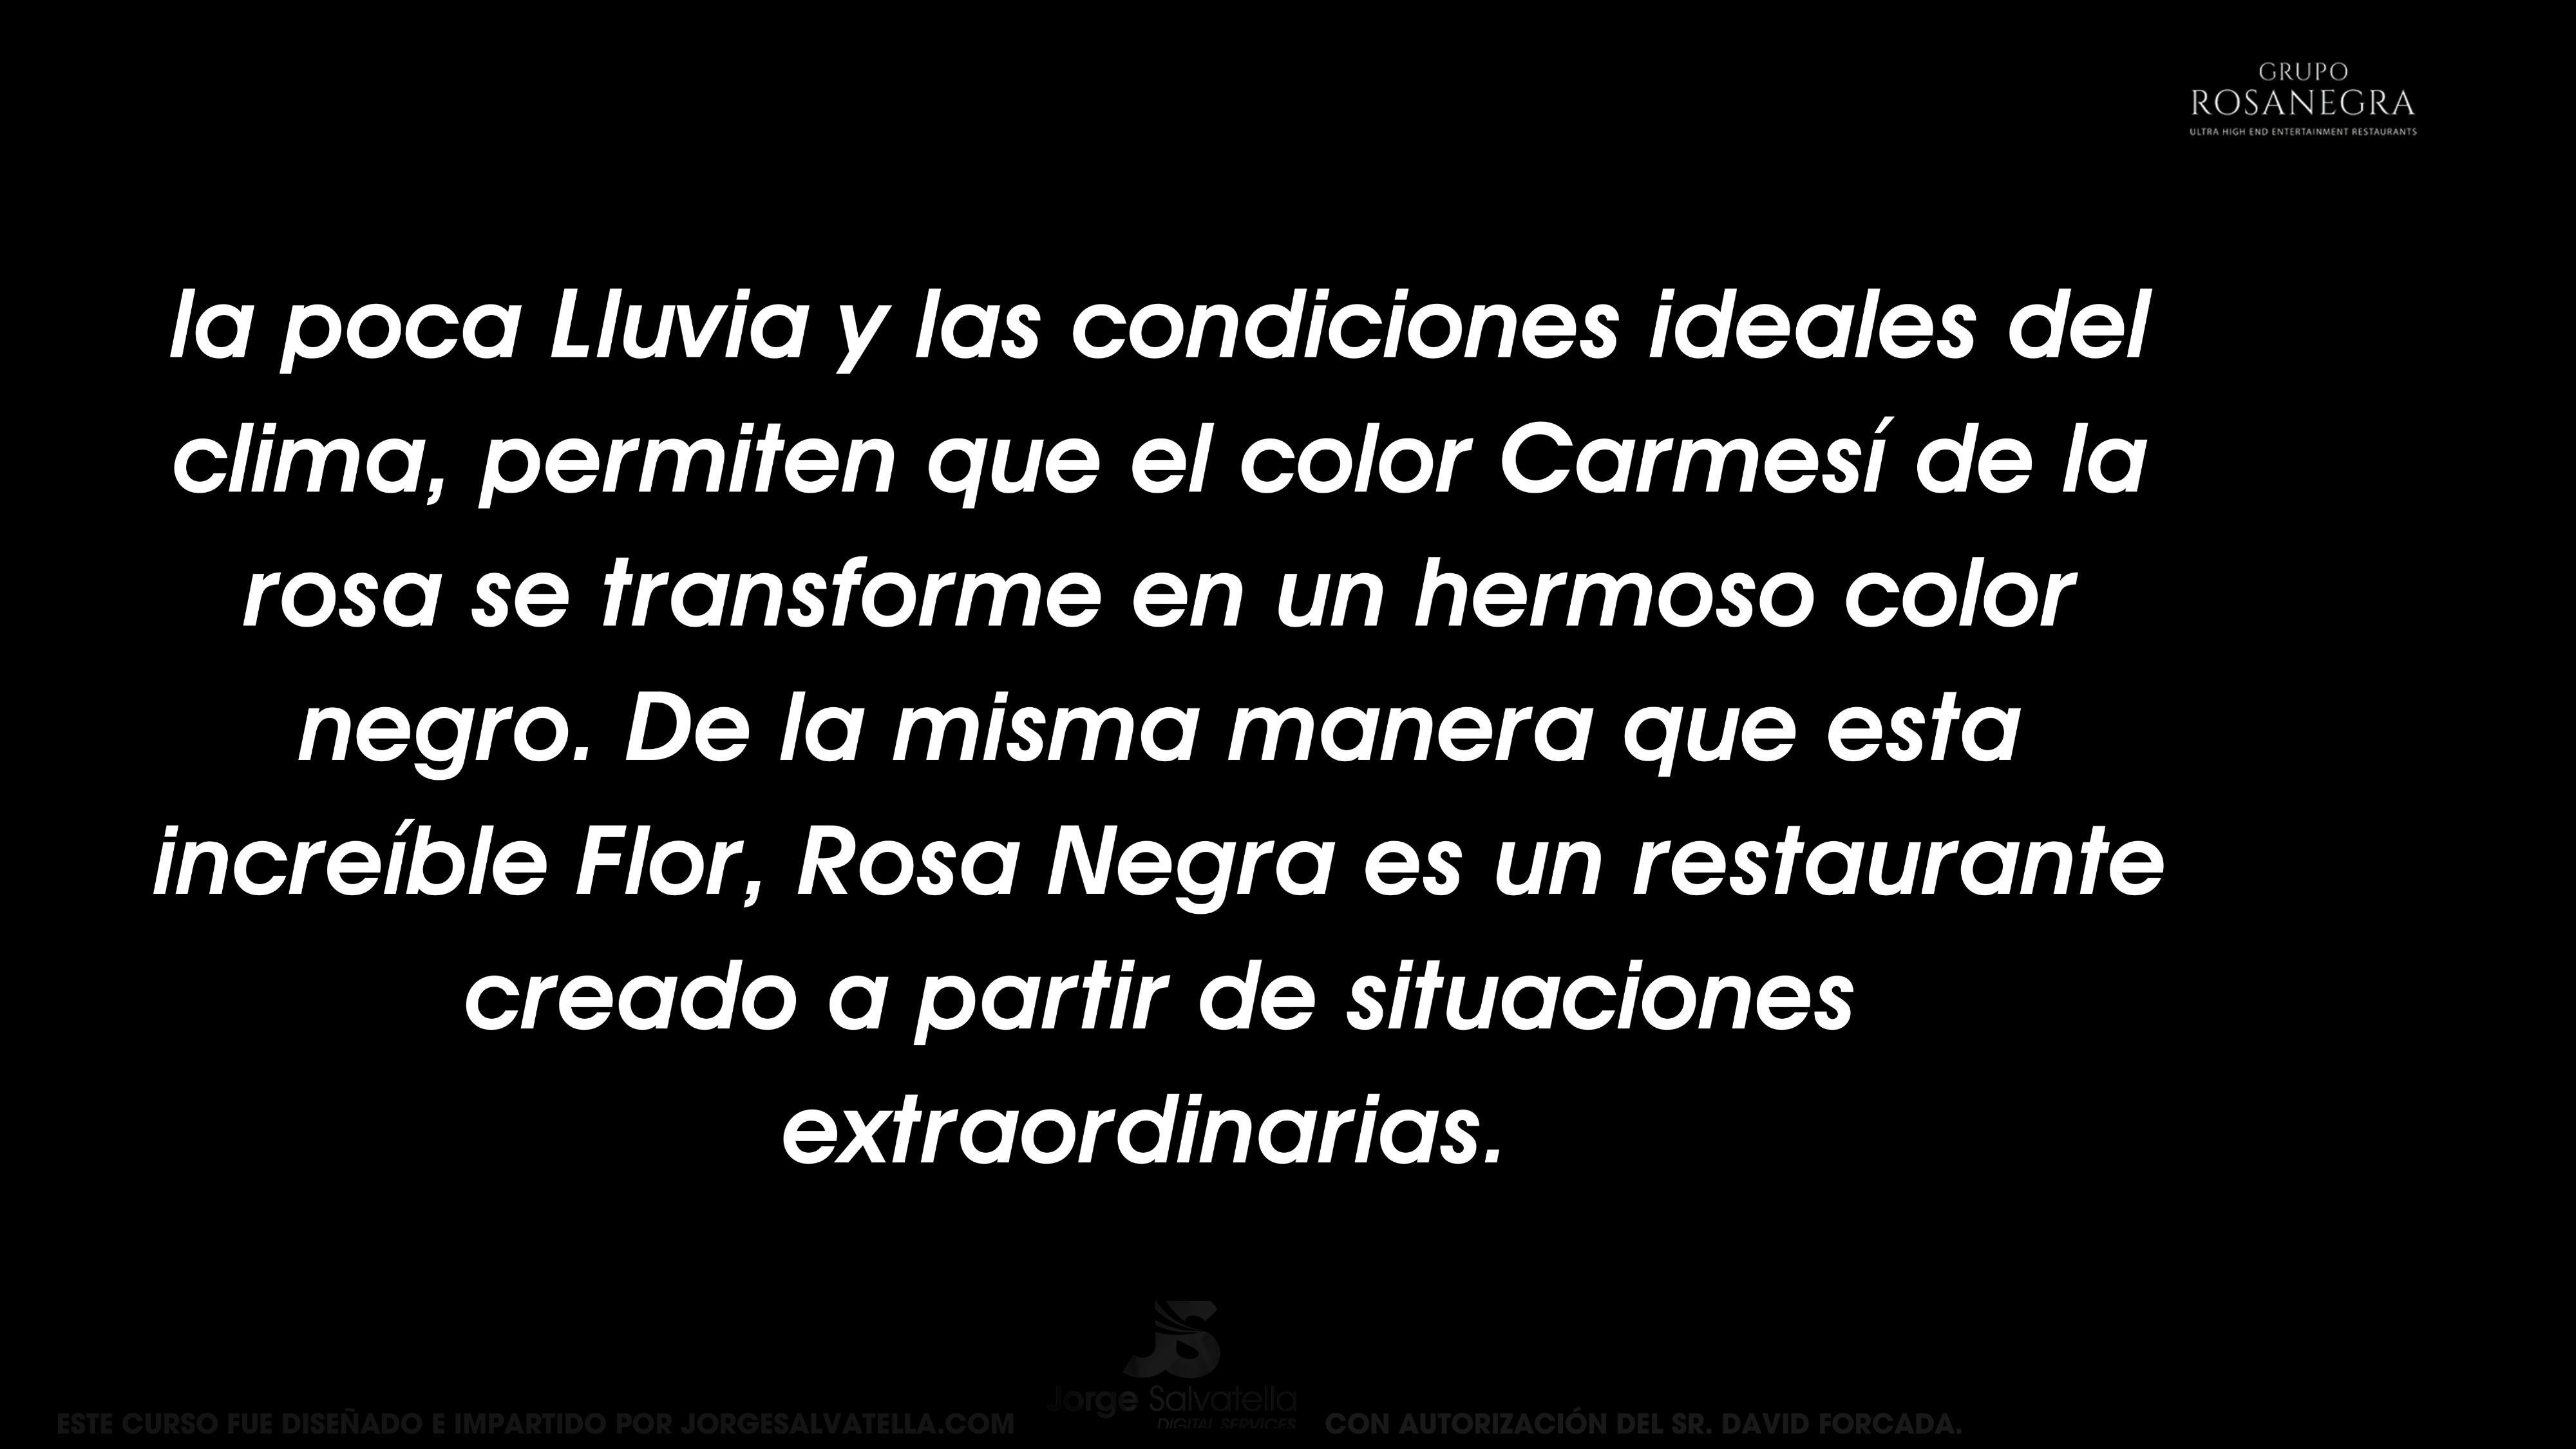 GRUPO
ROSANEGRA
ULTRA HIGH END ENTERTAINMENT RESTAURANTS
la poca Lluvia y las condiciones ideales del
clima, permiten que el color Carmesí de la
rosa se transforme en un hermoso color
negro. De la misma manera que esta
increíble Flor, Rosa Negra es un restaurante
creado a partir de situaciones
extraordinarias.
JS
Jorge Salvatella
DIGITAL SERVICES
ESTE CURSO FUE DISEÑADO E IMPARTIDO POR JORGESALVATELLA.COM
CON AUTORIZACIÓN DEL SR. DAVID FORCADA.